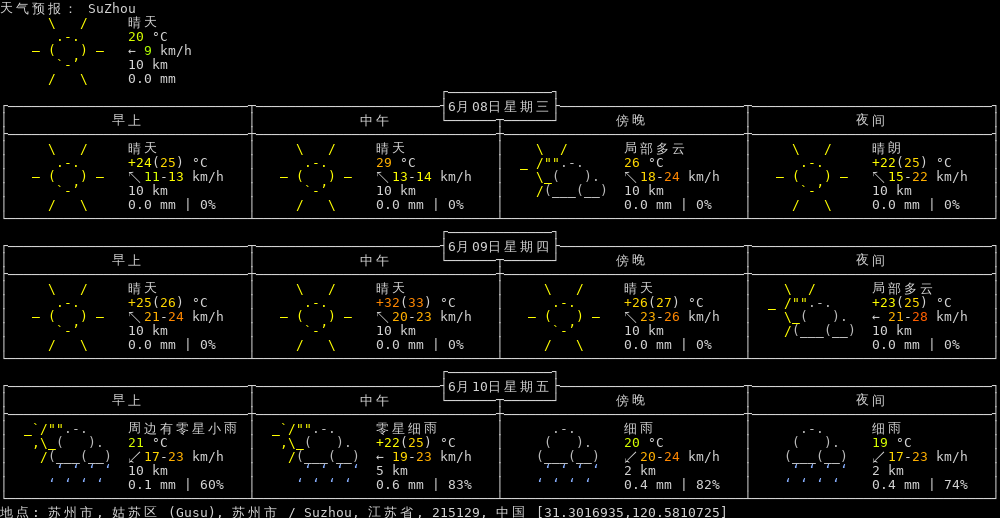 天气预报: SuZhou
晴天
20 °C
← 9 km/h
10 km
0.0 mm
6月08日星期三
早上 中午 傍晚 夜间
晴天 晴天 局部多云 晴朗
+24(25) °C 29 °C 26 °C +22(25) °C
↖ 11-13 km/h ↖ 13-14 km/h ↖ 18-24 km/h ↖ 15-22 km/h
10 km 10 km 10 km 10 km
0.0 mm | 0% 0.0 mm | 0% 0.0 mm | 0% 0.0 mm | 0%
6月09日星期四
早上 中午 傍晚 夜间
晴天 晴天 晴天 局部多云
+25(26) °C +32(33) °C +26(27) °C +23(25) °C
↖ 21-24 km/h ↖ 20-23 km/h ↖ 23-26 km/h ← 21-28 km/h
10 km 10 km 10 km 10 km
0.0 mm | 0% 0.0 mm | 0% 0.0 mm | 0% 0.0 mm | 0%
6月10日星期五
早上 中午 傍晚 夜间
周边有零星小雨 零星细雨 细雨 细雨
21 °C +22(25) °C 20 °C 19 °C
↙ 17-23 km/h ← 19-23 km/h ↙ 20-24 km/h ↙ 17-23 km/h
10 km 5 km 2 km 2 km
0.1 mm | 60% 0.6 mm | 83% 0.4 mm | 82% 0.4 mm | 74%
地点: 苏州市, 姑苏区 (Gusu), 苏州市 / Suzhou, 江苏省, 215129, 中国 [31.3016935,120.5810725]